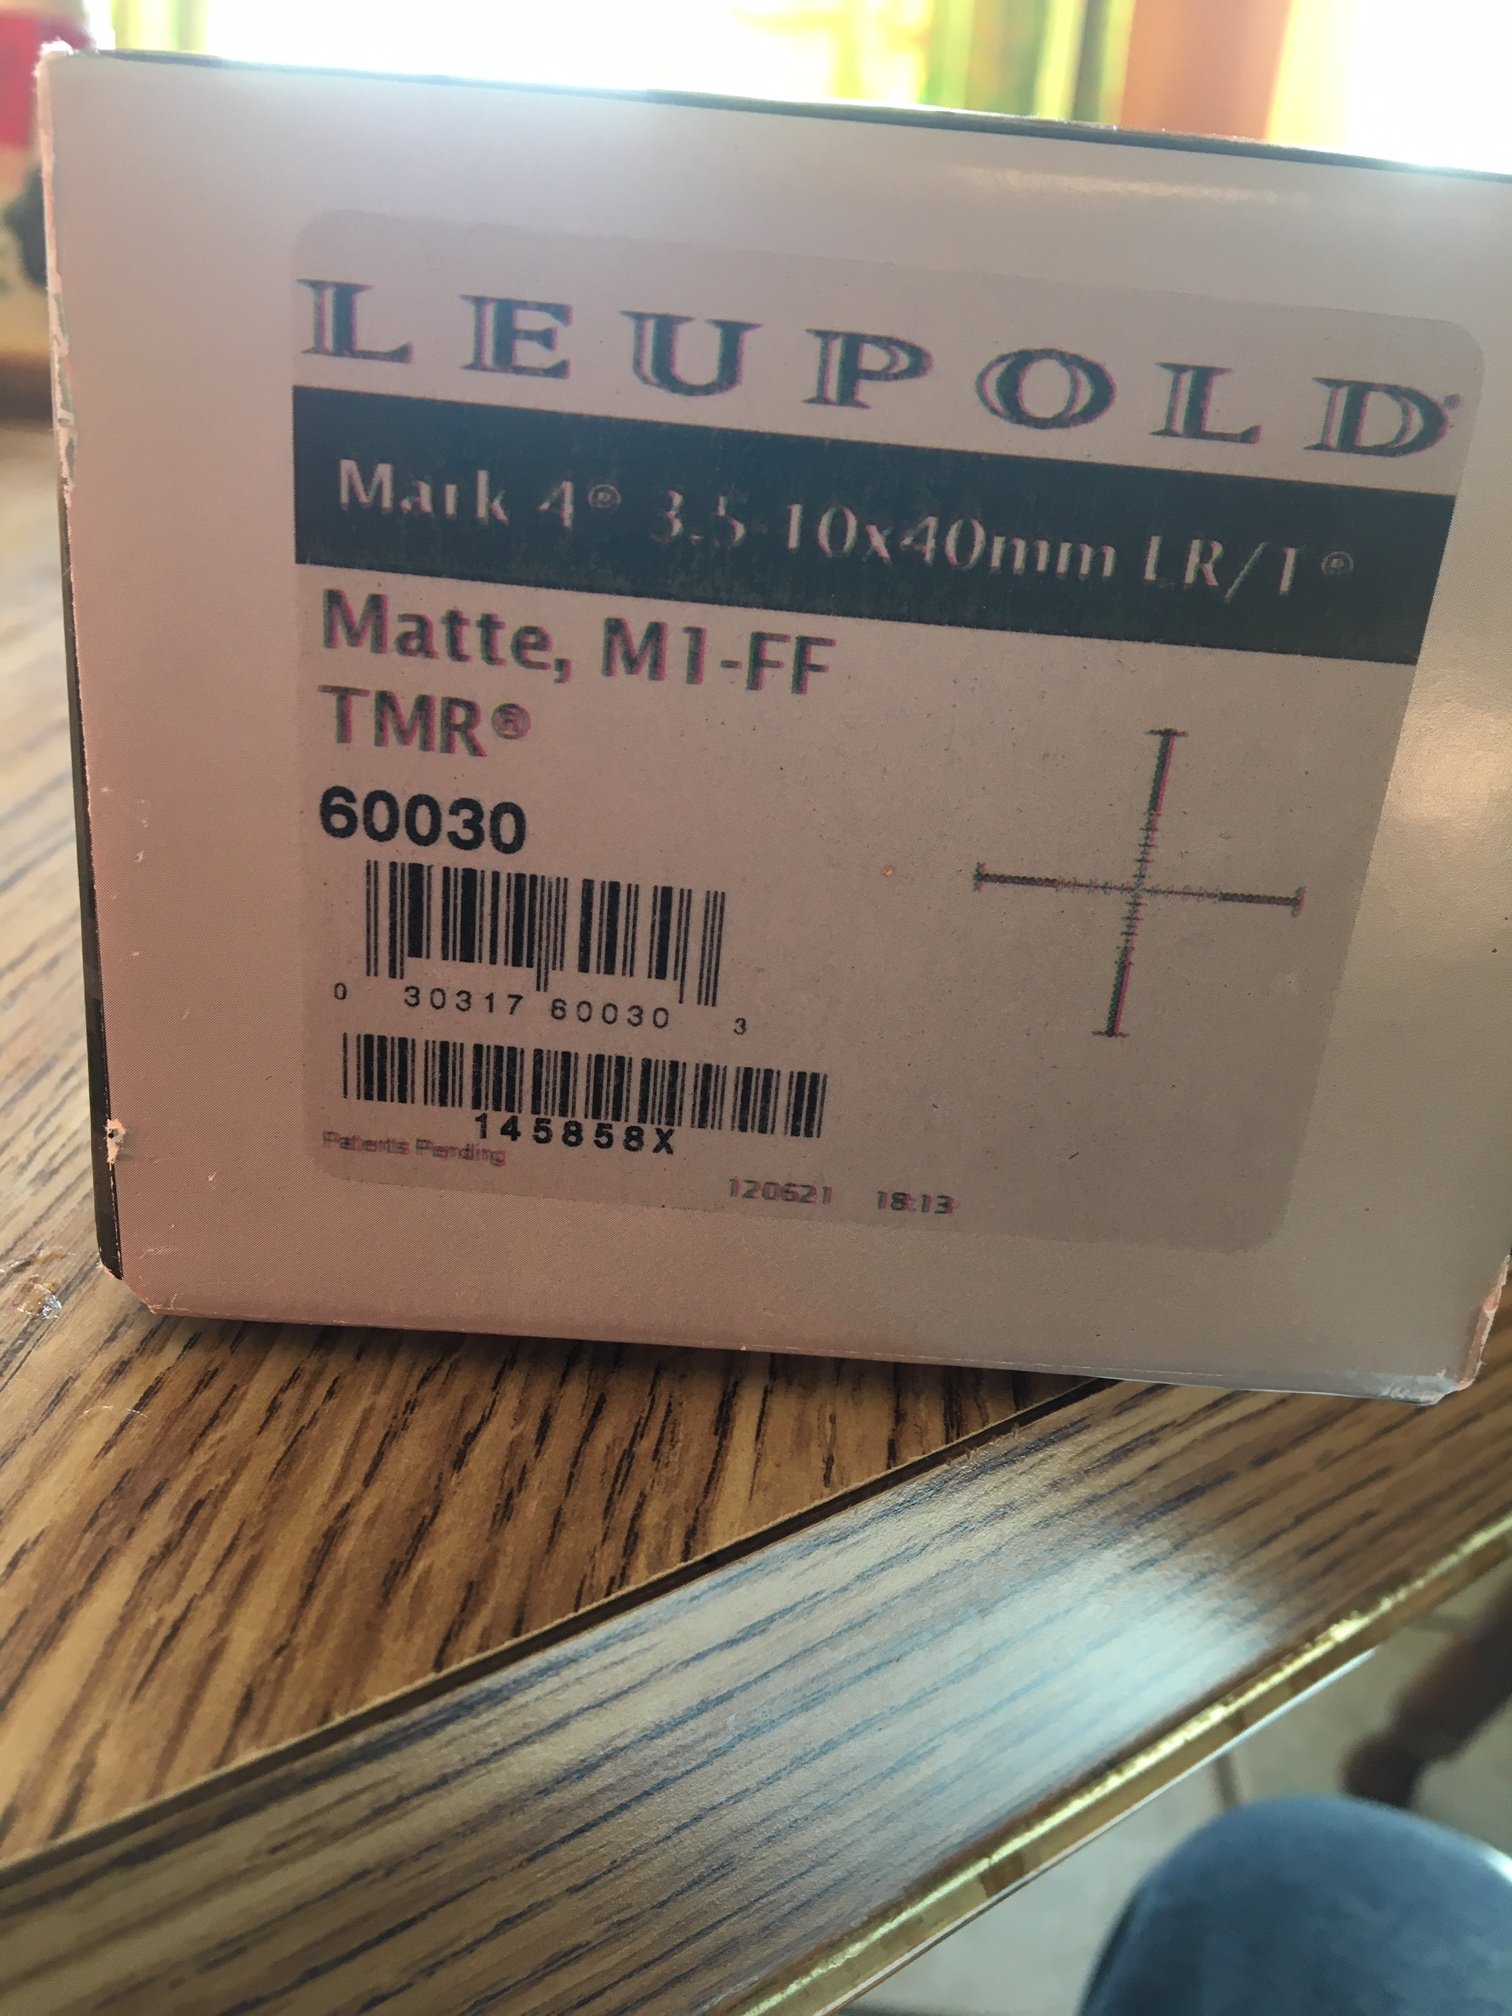 LEUPOLD®
Mark 4® 3.5-10x40mm LR/T®
Matte, M1-FF
TMR®
60030
0 30317 60030 3
145858X
Patents Pending
120621 18:13